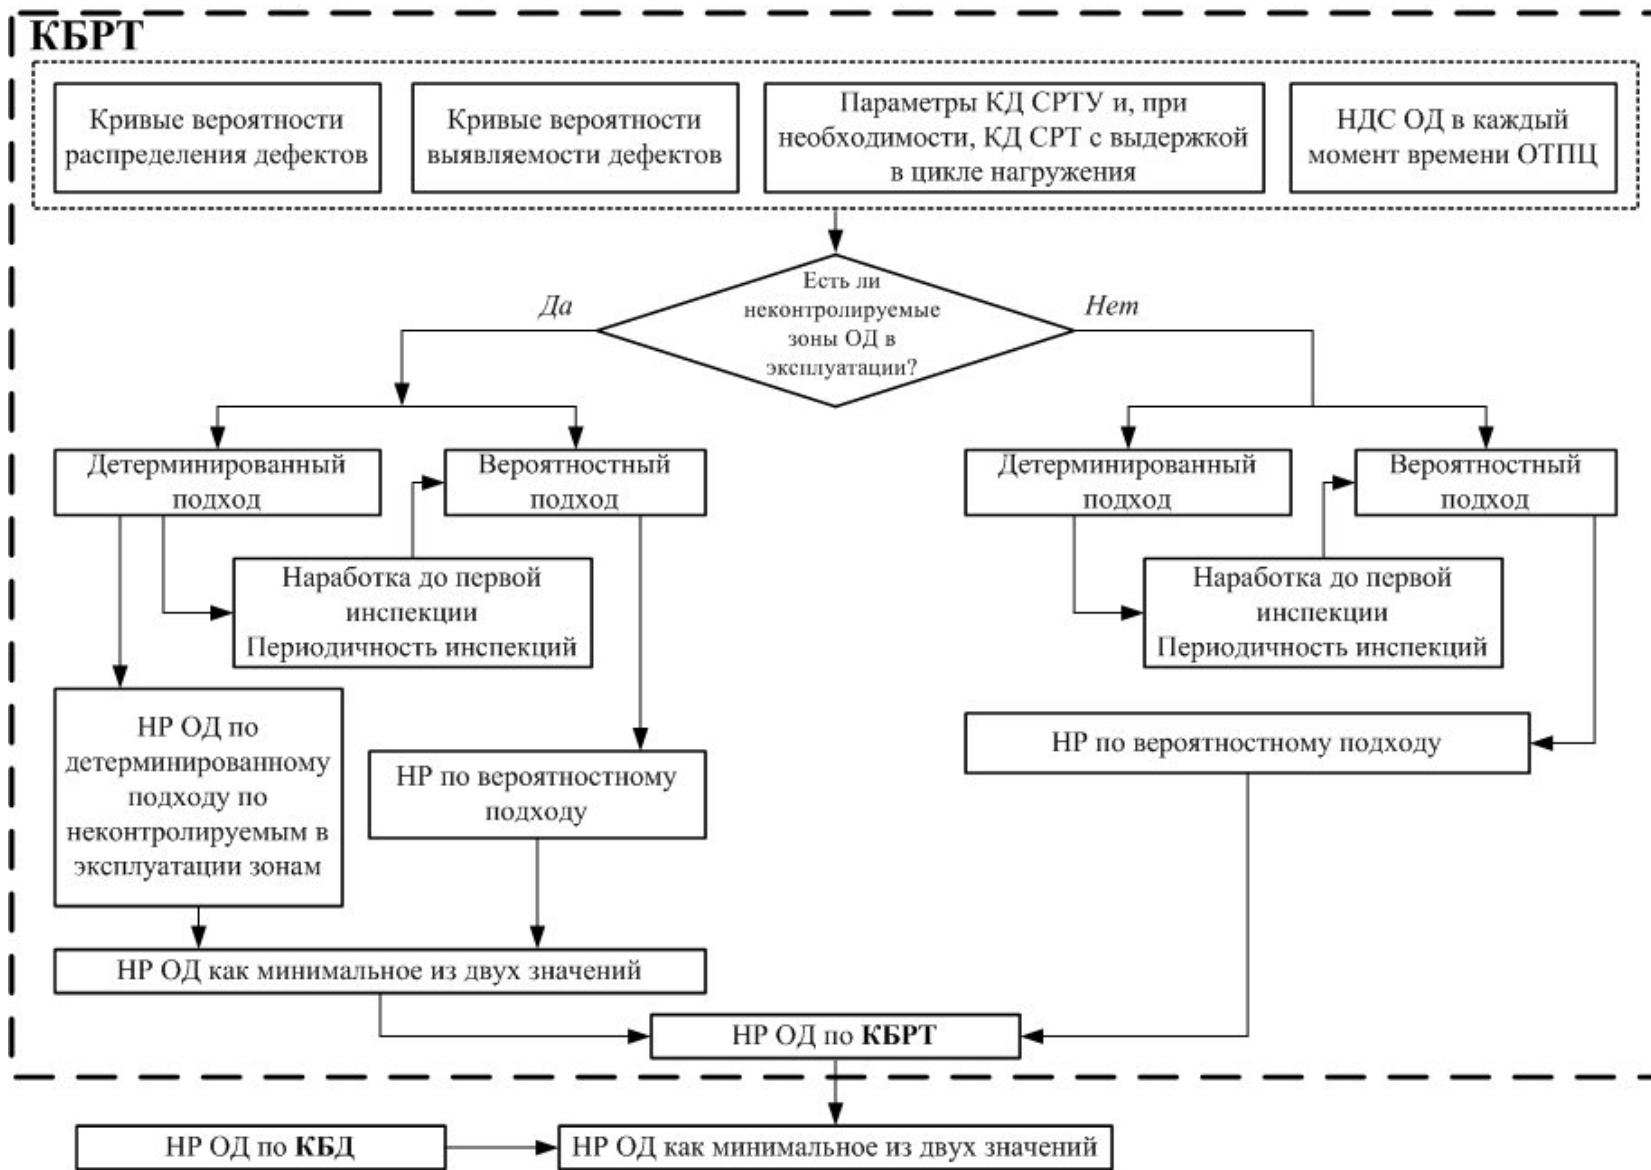 КБРТ
Кривые вероятности
распределения дефектов
Кривые вероятности
выявляемости дефектов
Параметры КД СРТУ и, при
необходимости, КД СРТ с выдержкой
в цикле нагружения
НДС ОД в каждый
момент времени ОТПЦ
Есть ли
неконтролируемые
зоны ОД в
эксплуатации?
Да
Нет
Детерминированный
подход
Вероятностный
подход
Детерминированный
подход
Вероятностный
подход
Наработка до первой
инспекции
Периодичность инспекций
Наработка до первой
инспекции
Периодичность инспекций
НР ОД по
детерминированному
подходу по
неконтролируемым в
эксплуатации зонам
НР по вероятностному
подходу
НР по вероятностному подходу
НР ОД как минимальное из двух значений
НР ОД по КБРТ
НР ОД по КБД
НР ОД как минимальное из двух значений